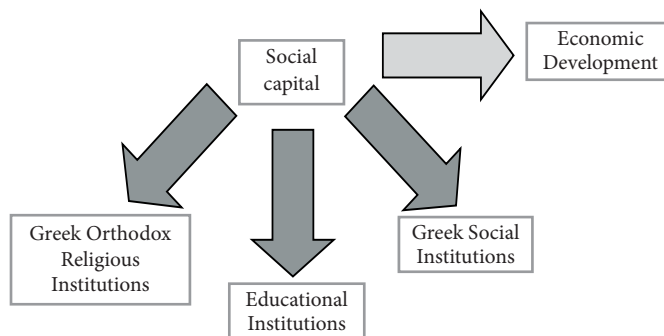 Social
capital
Economic
Development
Greek Orthodox
Religious
Institutions
Educational
Institutions
Greek Social
Institutions